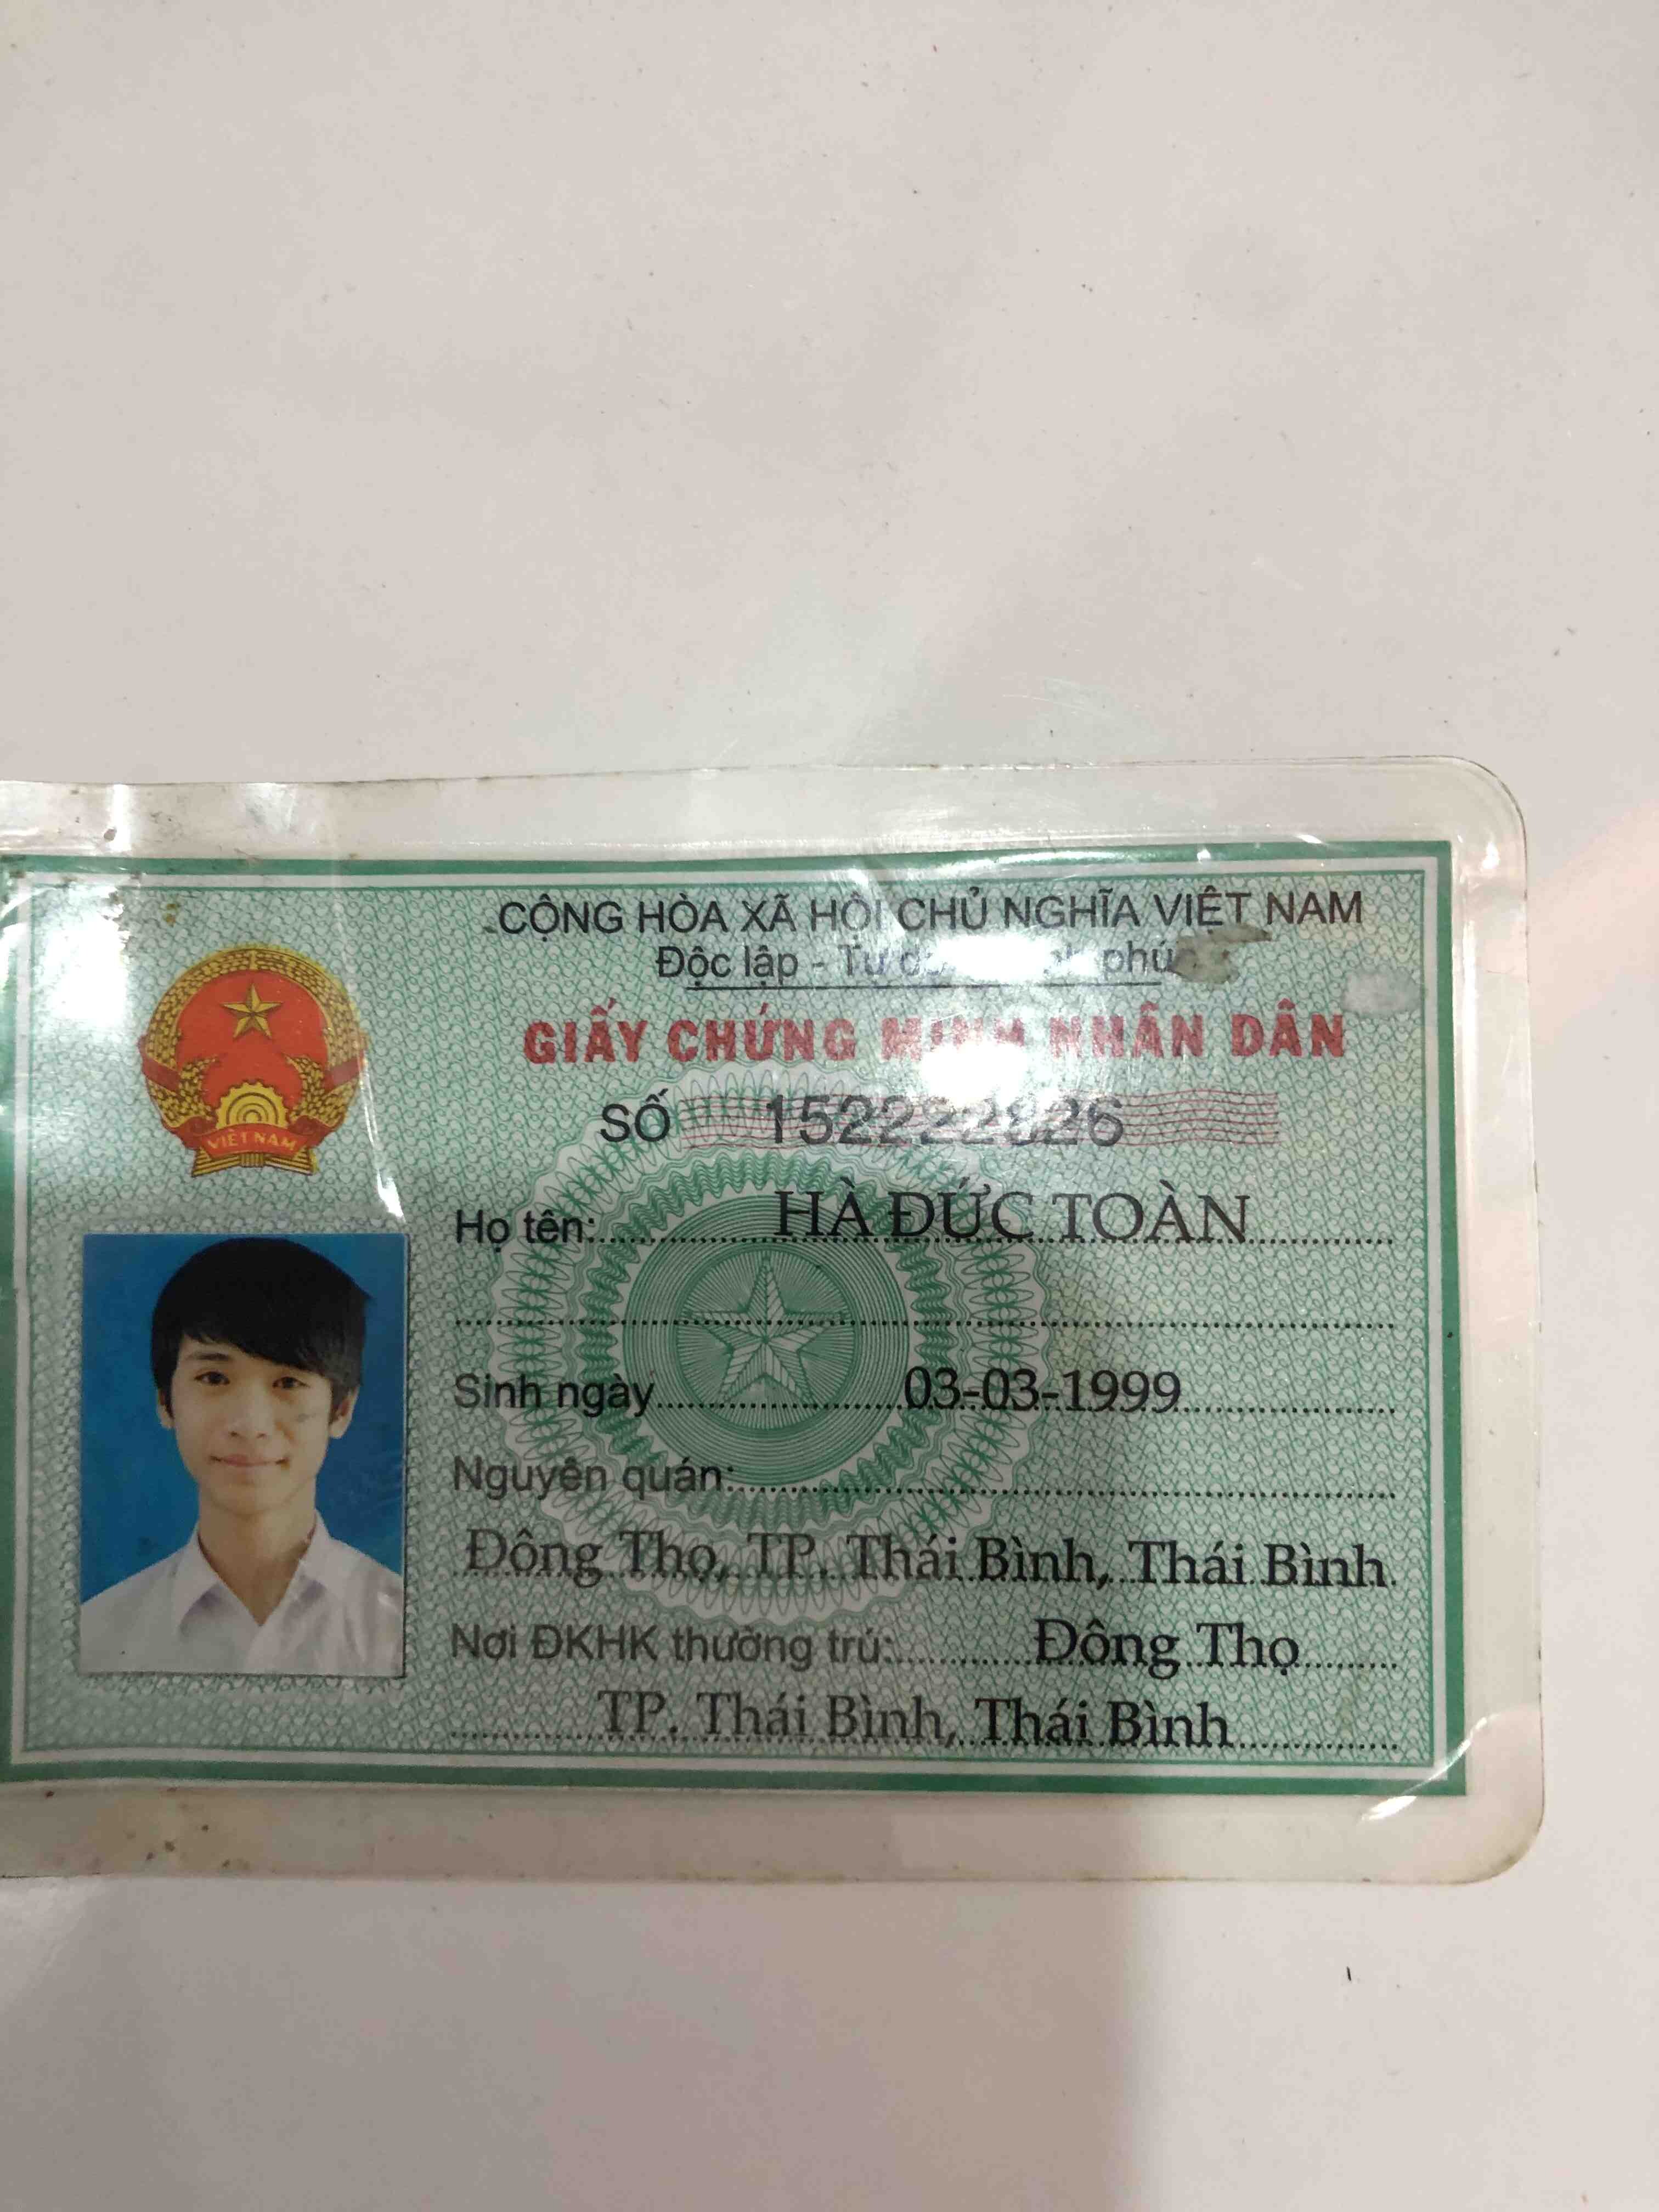 CỘNG HÒA XÃ HỘI CHỦ NGHĨA VIỆT NAM
Độc lập - Tự
GIẤY CHỨNG MINH NHÂN DÂN
VIET NAM
SỐ
Họ tên: HÀ ĐỨC TOÀN
Sinh ngày 03-03-1999
Nguyên quán:
Đông Thọ, TP. Thái Bình, Thái Bình
Nơi ĐKHK thường trú: Đông Thọ
TP. Thái Bình, Thái Bình